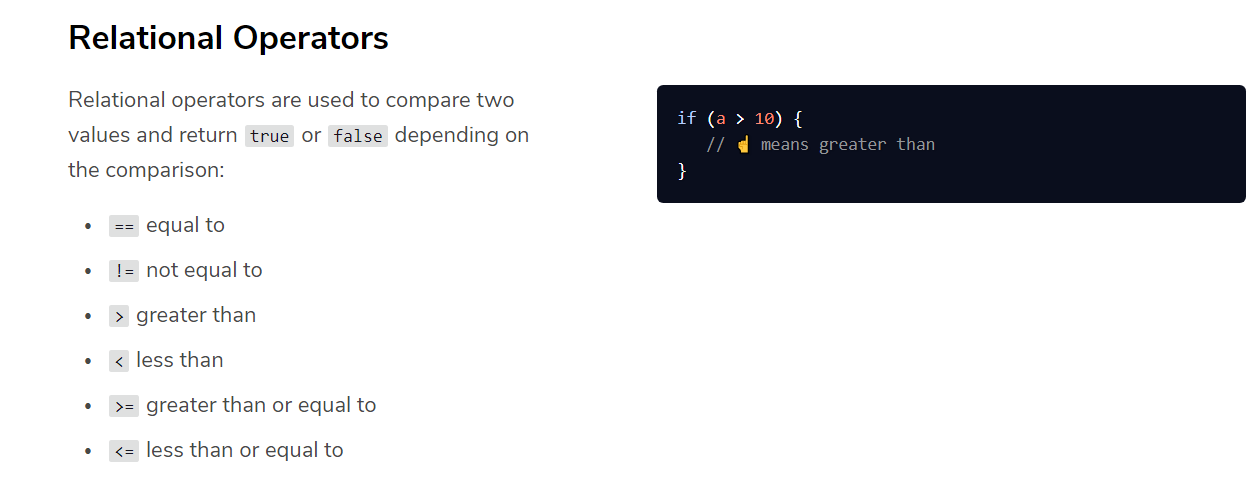 Relational Operators
Relational operators are used to compare two
values and return true or false depending on
the comparison:
• == equal to
• != not equal to
• > greater than
• < less than
• >= greater than or equal to
• <= less than or equal to
if (a > 10) {
// ☝ means greater than
}